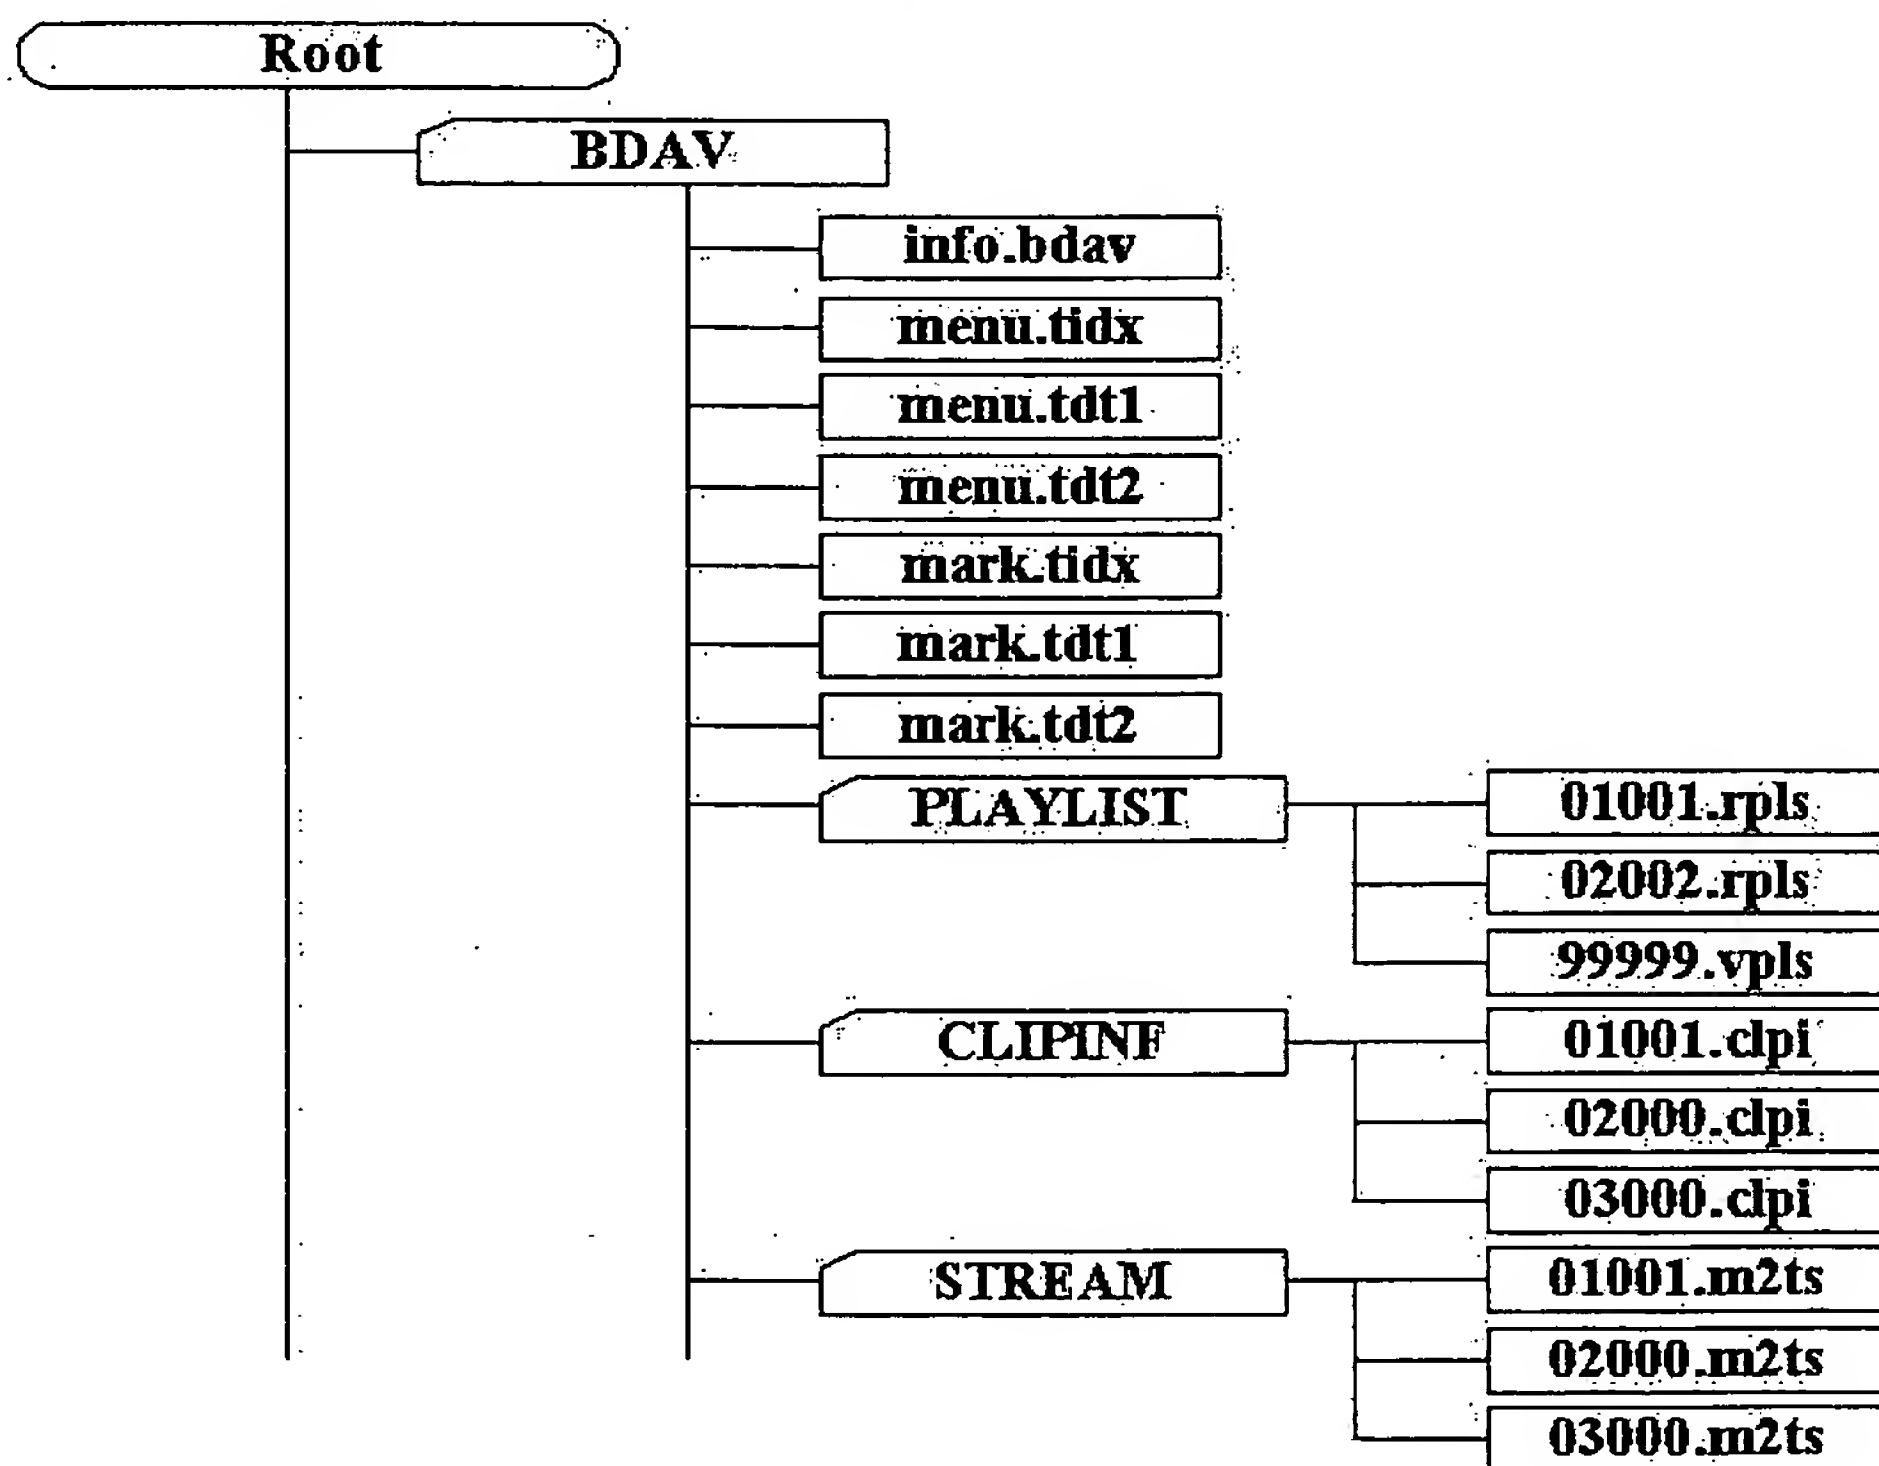 Root
BDAV
info.bdav
menu.tidx
menu.tdt1
menu.tdt2
mark.tidx
mark.tdt1
mark.tdt2
PLAYLIST
01001.rpls
02002.rpls
99999.vpls
CLIPINF
01001.clpi
02000.clpi
03000.clpi
STREAM
01001.m2ts
02000.m2ts
03000.m2ts